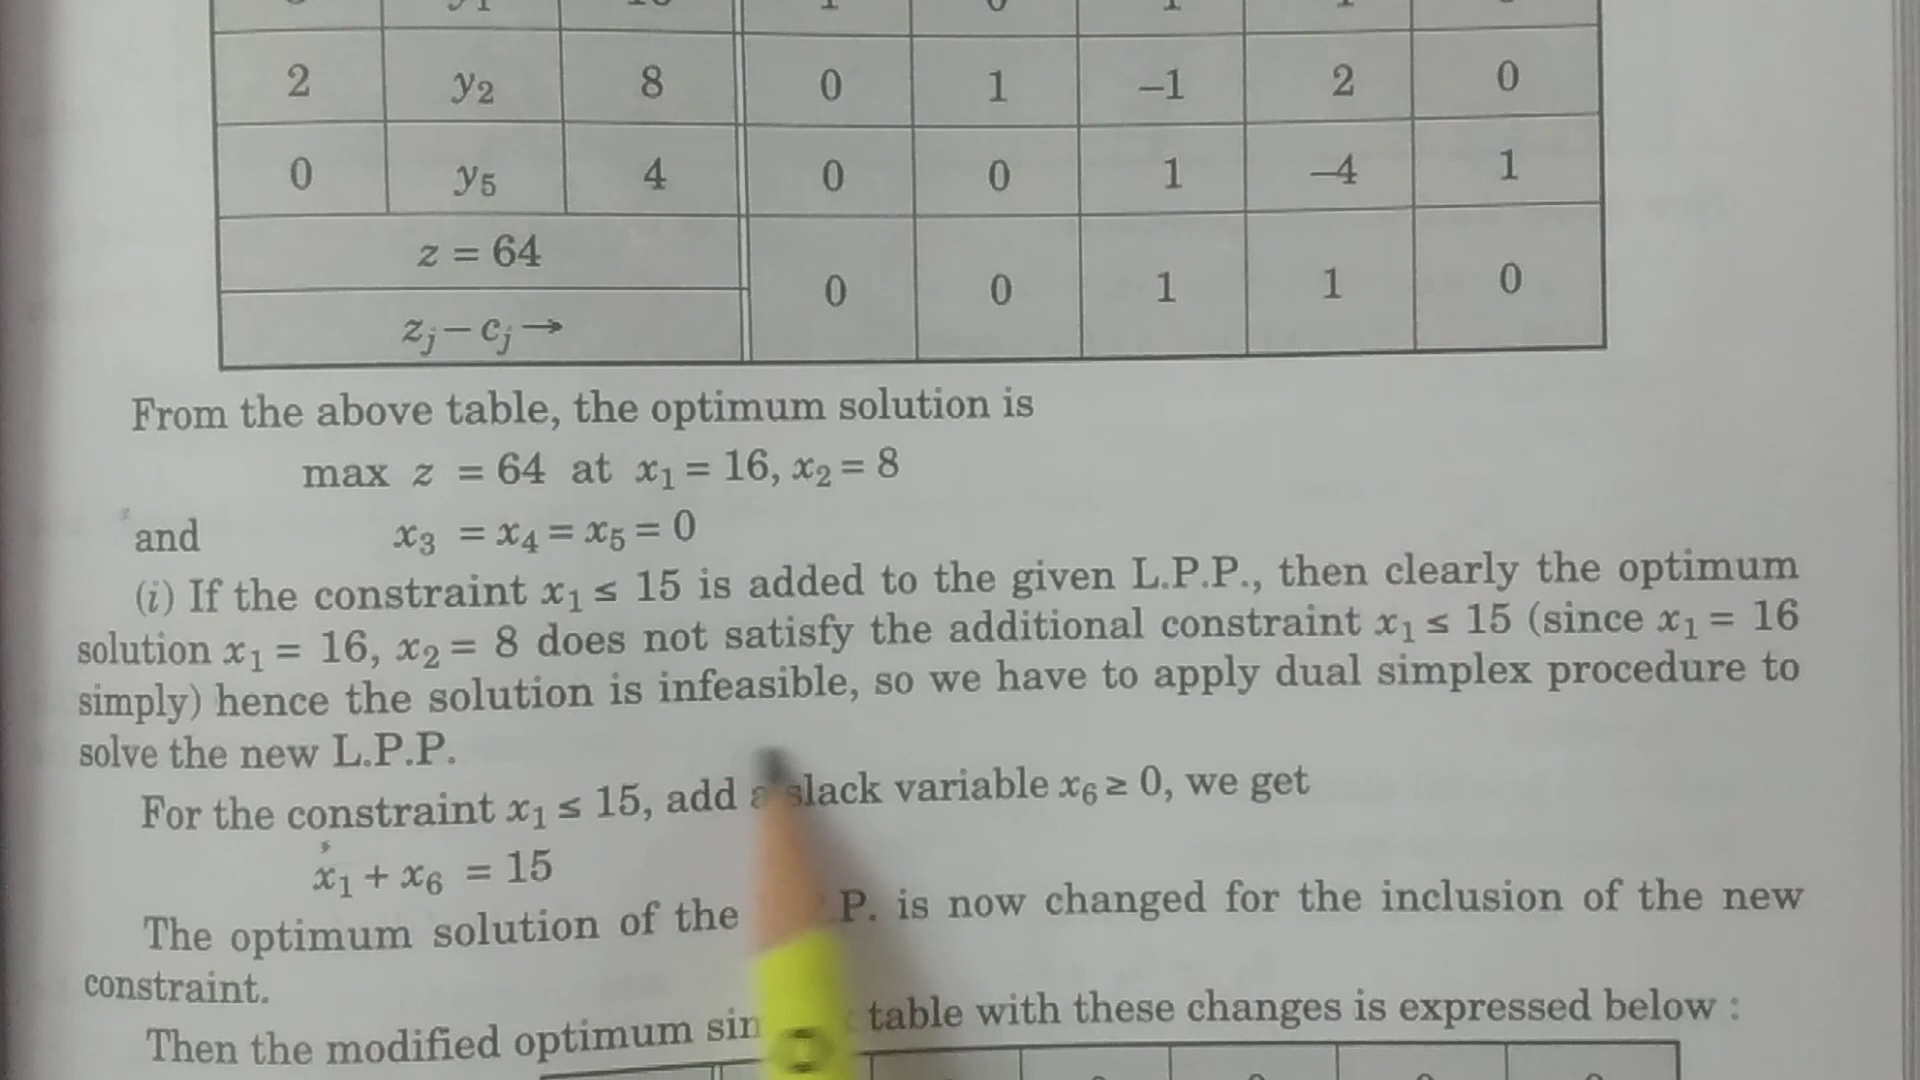 2 y2 8 0 1 –1 2 0
0 y5 4 0 0 1 –4 1
z = 64
0 0 1 1 0
zj – cj →
From the above table, the optimum solution is
max z = 64 at x1 = 16, x2 = 8
and x3 = x4 = x5 = 0
(i) If the constraint x1 ≤ 15 is added to the given L.P.P., then clearly the optimum
solution x1 = 16, x2 = 8 does not satisfy the additional constraint x1 ≤ 15 (since x1 = 16
simply) hence the solution is infeasible, so we have to apply dual simplex procedure to
solve the new L.P.P.
For the constraint x1 ≤ 15, add a slack variable x6 ≥ 0, we get
x1 + x6 = 15
The optimum solution of the P. is now changed for the inclusion of the new
constraint.
Then the modified optimum table with these changes is expressed below :